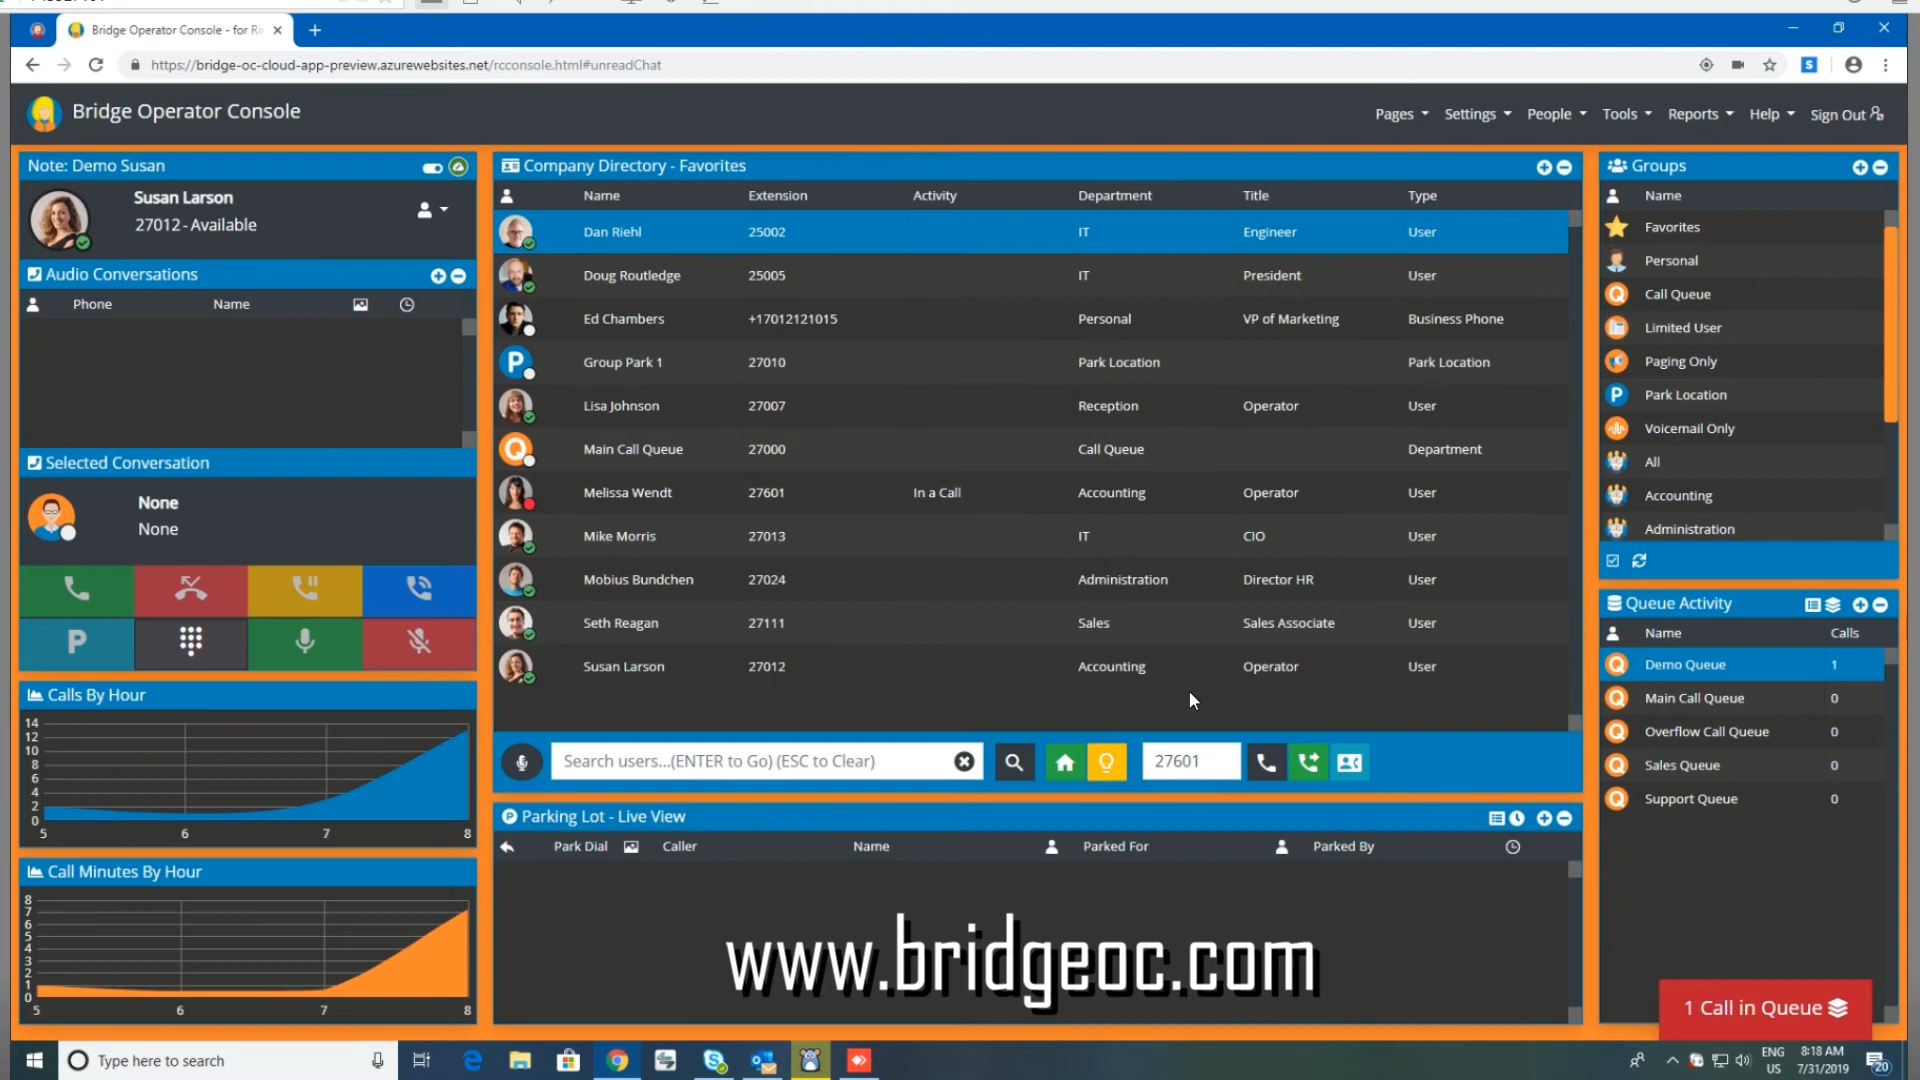 Bridge Operator Console - for Ri
https://bridge-oc-cloud-app-preview.azurewebsites.net/rcconsole.html#unreadChat
S
Bridge Operator Console
Pages Settings People Tools Reports Help Sign Out
Note: Demo Susan
Susan Larson
27012 - Available
Audio Conversations
Phone Name
Selected Conversation
None
None
P
Calls By Hour
14
12
10
8
6
4
2
0
5 6 7 8
Call Minutes By Hour
8
7
6
5
4
3
2
1
0
5 6 7 8
Company Directory - Favorites
Name Extension Activity Department Title Type
Dan Riehl 25002 IT Engineer User
Doug Routledge 25005 IT President User
Ed Chambers +17012121015 Personal VP of Marketing Business Phone
P Group Park 1 27010 Park Location Park Location
Lisa Johnson 27007 Reception Operator User
Q Main Call Queue 27000 Call Queue Department
Melissa Wendt 27601 In a Call Accounting Operator User
Mike Morris 27013 IT CIO User
Mobius Bundchen 27024 Administration Director HR User
Seth Reagan 27111 Sales Sales Associate User
Susan Larson 27012 Accounting Operator User
Search users...(ENTER to Go) (ESC to Clear) 27601
P Parking Lot - Live View
Park Dial Caller Name Parked For Parked By
www.bridgeoc.com
Groups
Name
Favorites
Personal
Q Call Queue
Limited User
Paging Only
P Park Location
Voicemail Only
All
Accounting
Administration
Queue Activity
Name Calls
Q Demo Queue 1
Q Main Call Queue 0
Q Overflow Call Queue 0
Q Sales Queue 0
Q Support Queue 0
1 Call in Queue
Type here to search
ENG
US
8:18 AM
7/31/2019
20